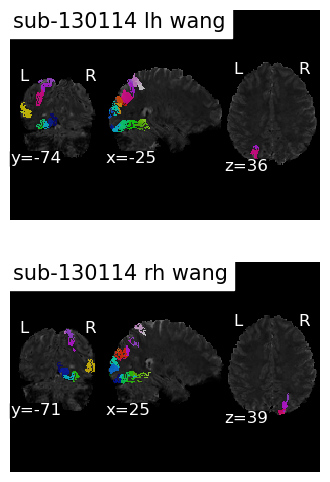 sub-130114 lh wang
L R L R
y=-74 x=-25 z=36
sub-130114 rh wang
L R L R
y=-71 x=25 z=39